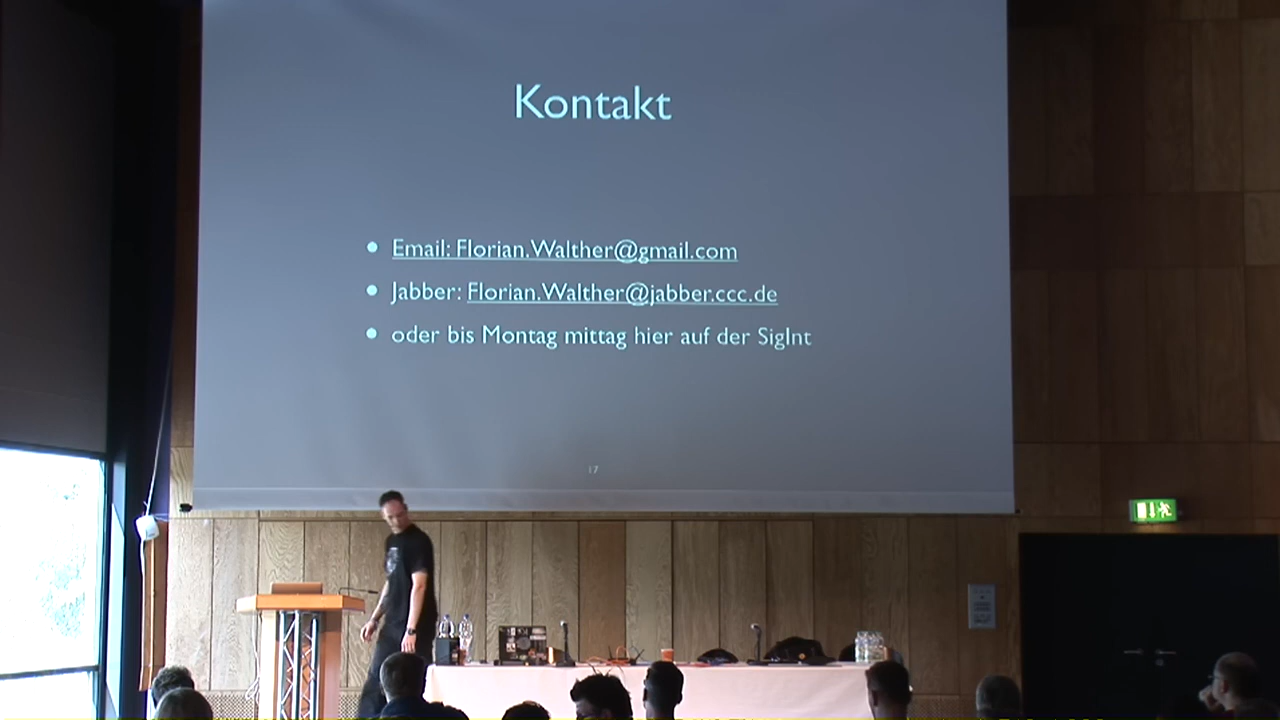 Kontakt
Email: Florian.Walther@gmail.com
Jabber: Florian.Walther@jabber.ccc.de
oder bis Montag mittag hier auf der SigInt
17